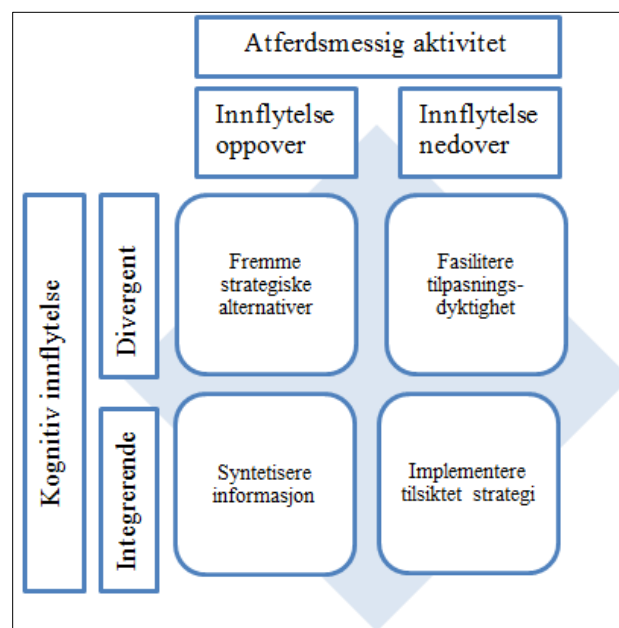 Atferdsmessig aktivitet
Innflytelse
oppover
Innflytelse
nedover
Kognitiv innflytelse
Divergent
Fremme
strategiske
alternativer
Fasilitere
tilpasnings-
dyktighet
Integrerende
Syntetisere
informasjon
Implementere
tilsiktet strategi